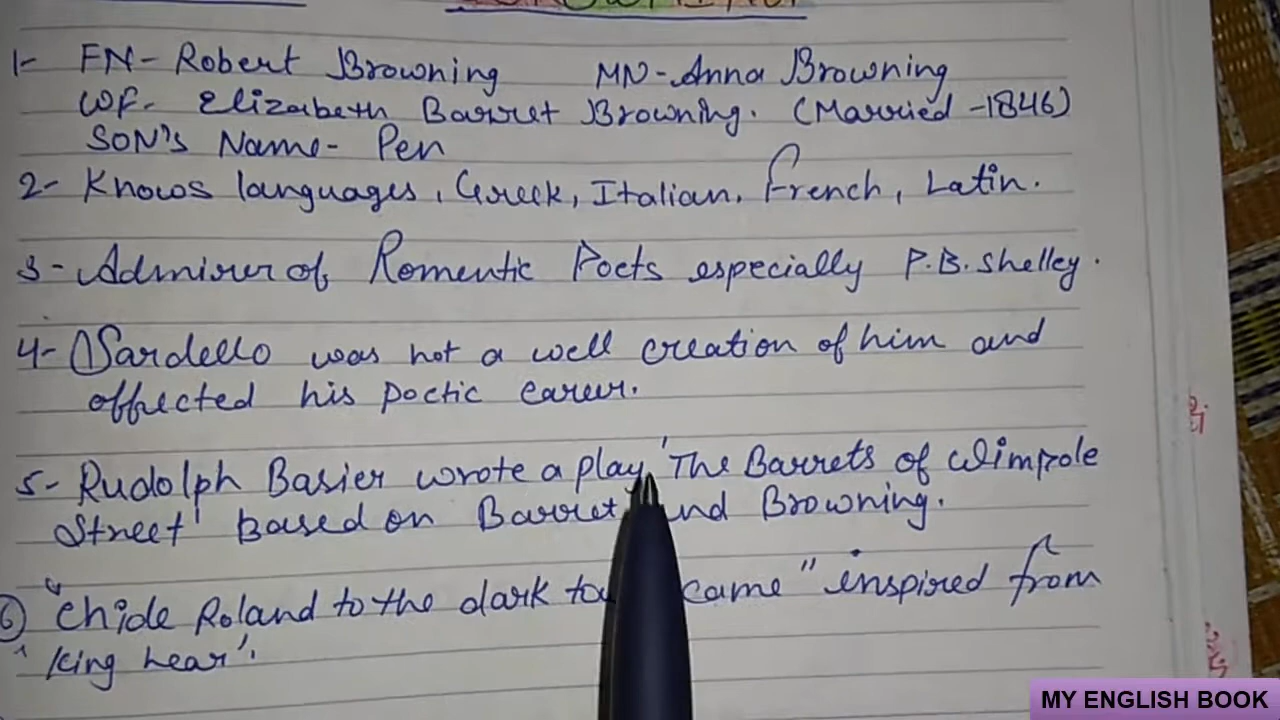 1- FN- Robert Browning MN- Anna Browning
WF- Elizabeth Barret Browning. (Married -1846)
SON's Name- Pen
2- Knows languages, Greek, Italian, French, Latin.
3- Admirer of Romentic Poets especially P.B. Shelley.
4- ① Sardello was not a well creation of him and
offected his poetic career.
5- Rudolph Basier wrote a play 'The Barrets of Wimpole
Street' Based on Barret and Browning.
⑥ "Chide Roland to the dark came" inspired from
'King Lear'.
MY ENGLISH BOOK